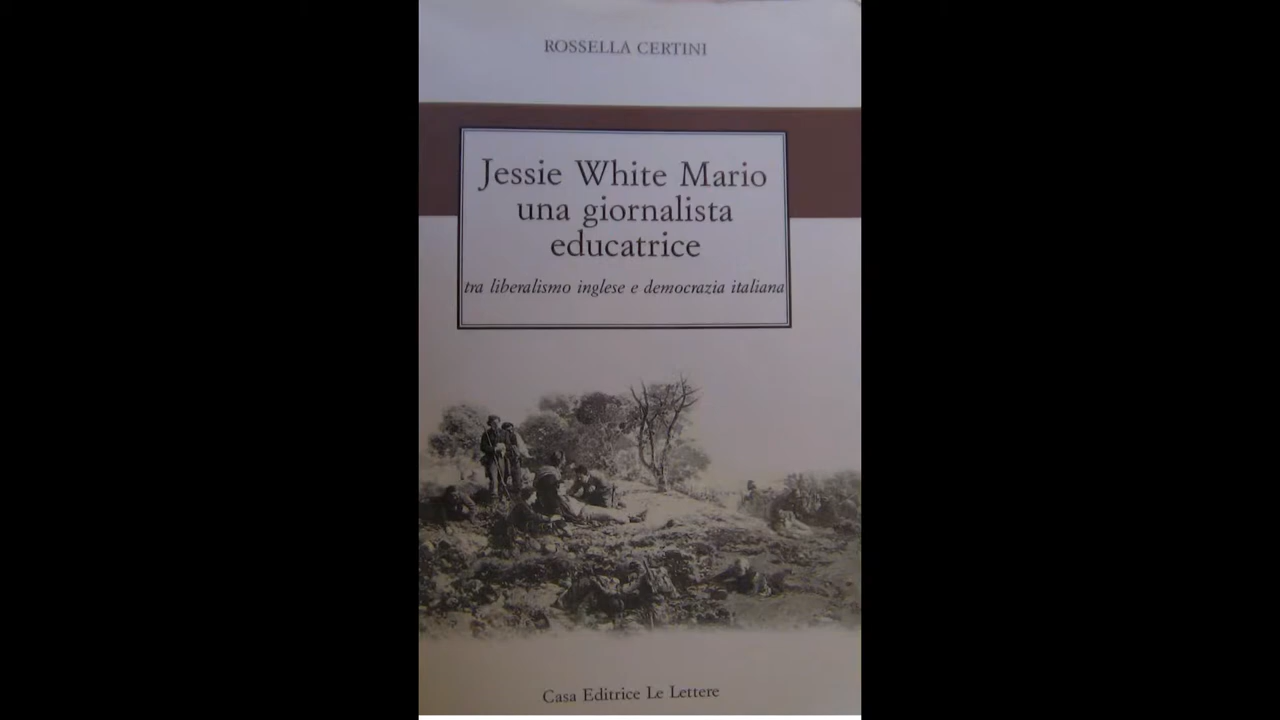 ROSSELLA CERTINI
Jessie White Mario
una giornalista
educatrice
tra liberalismo inglese e democrazia italiana
Casa Editrice Le Lettere